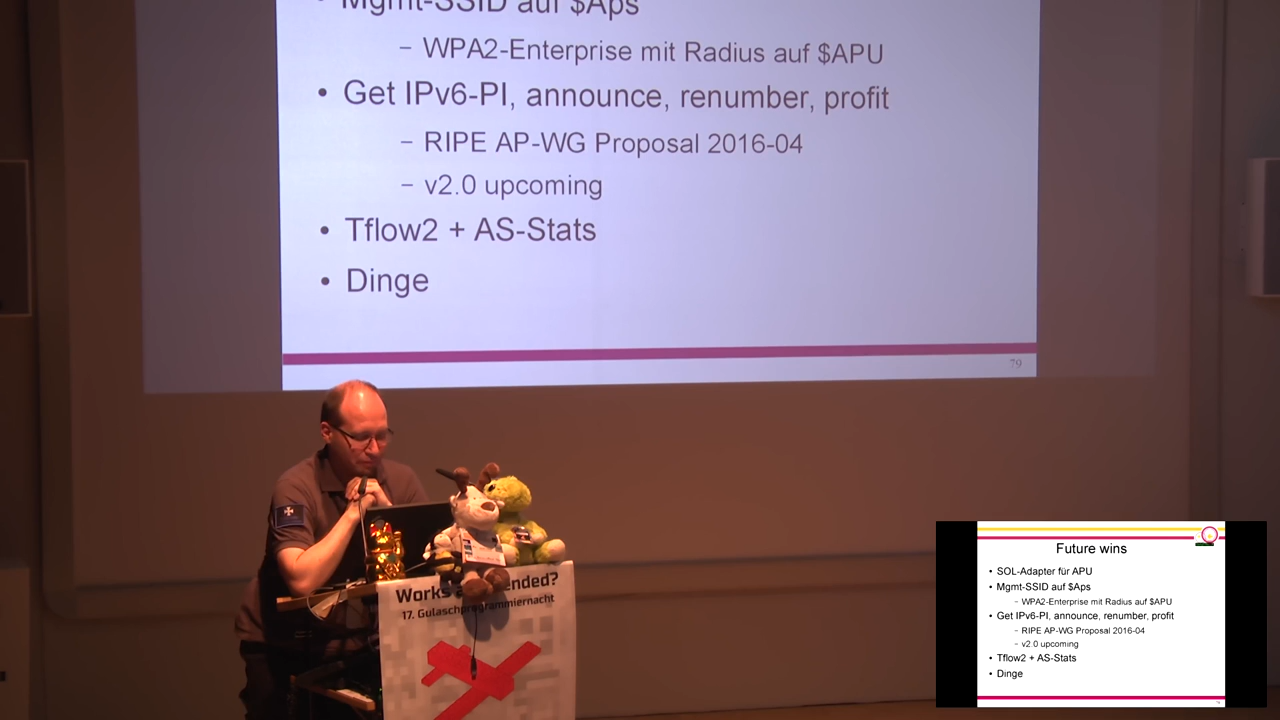 Mgmt-SSID auf $Aps
– WPA2-Enterprise mit Radius auf $APU
• Get IPv6-PI, announce, renumber, profit
– RIPE AP-WG Proposal 2016-04
– v2.0 upcoming
• Tflow2 + AS-Stats
• Dinge
79
Works ended?
17. Gulaschprogrammiernacht
Future wins
• SOL-Adapter für APU
• Mgmt-SSID auf $Aps
– WPA2-Enterprise mit Radius auf $APU
• Get IPv6-PI, announce, renumber, profit
– RIPE AP-WG Proposal 2016-04
– v2.0 upcoming
• Tflow2 + AS-Stats
• Dinge